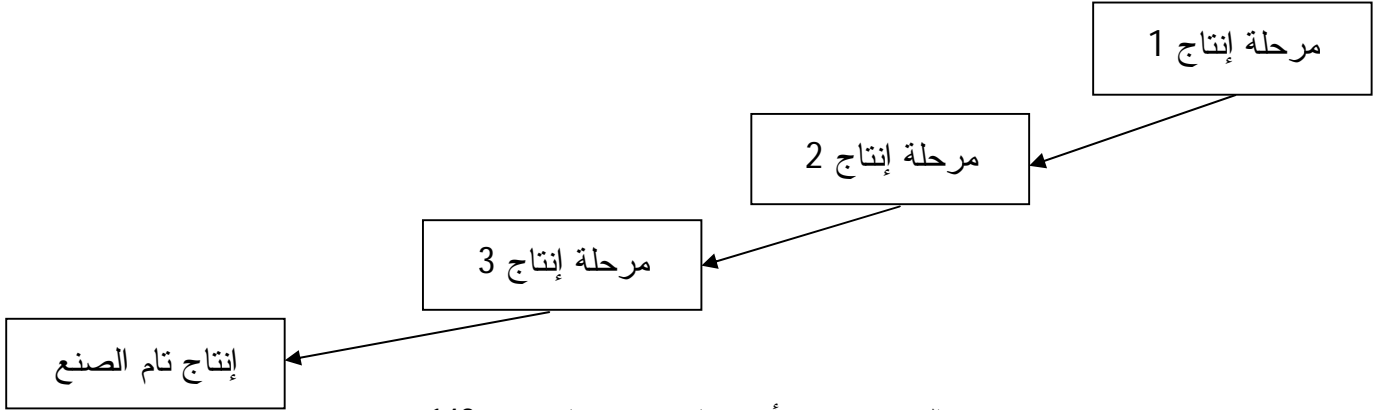 مرحلة إنتاج 1
مرحلة إنتاج 2
مرحلة إنتاج 3
إنتاج تام الصنع